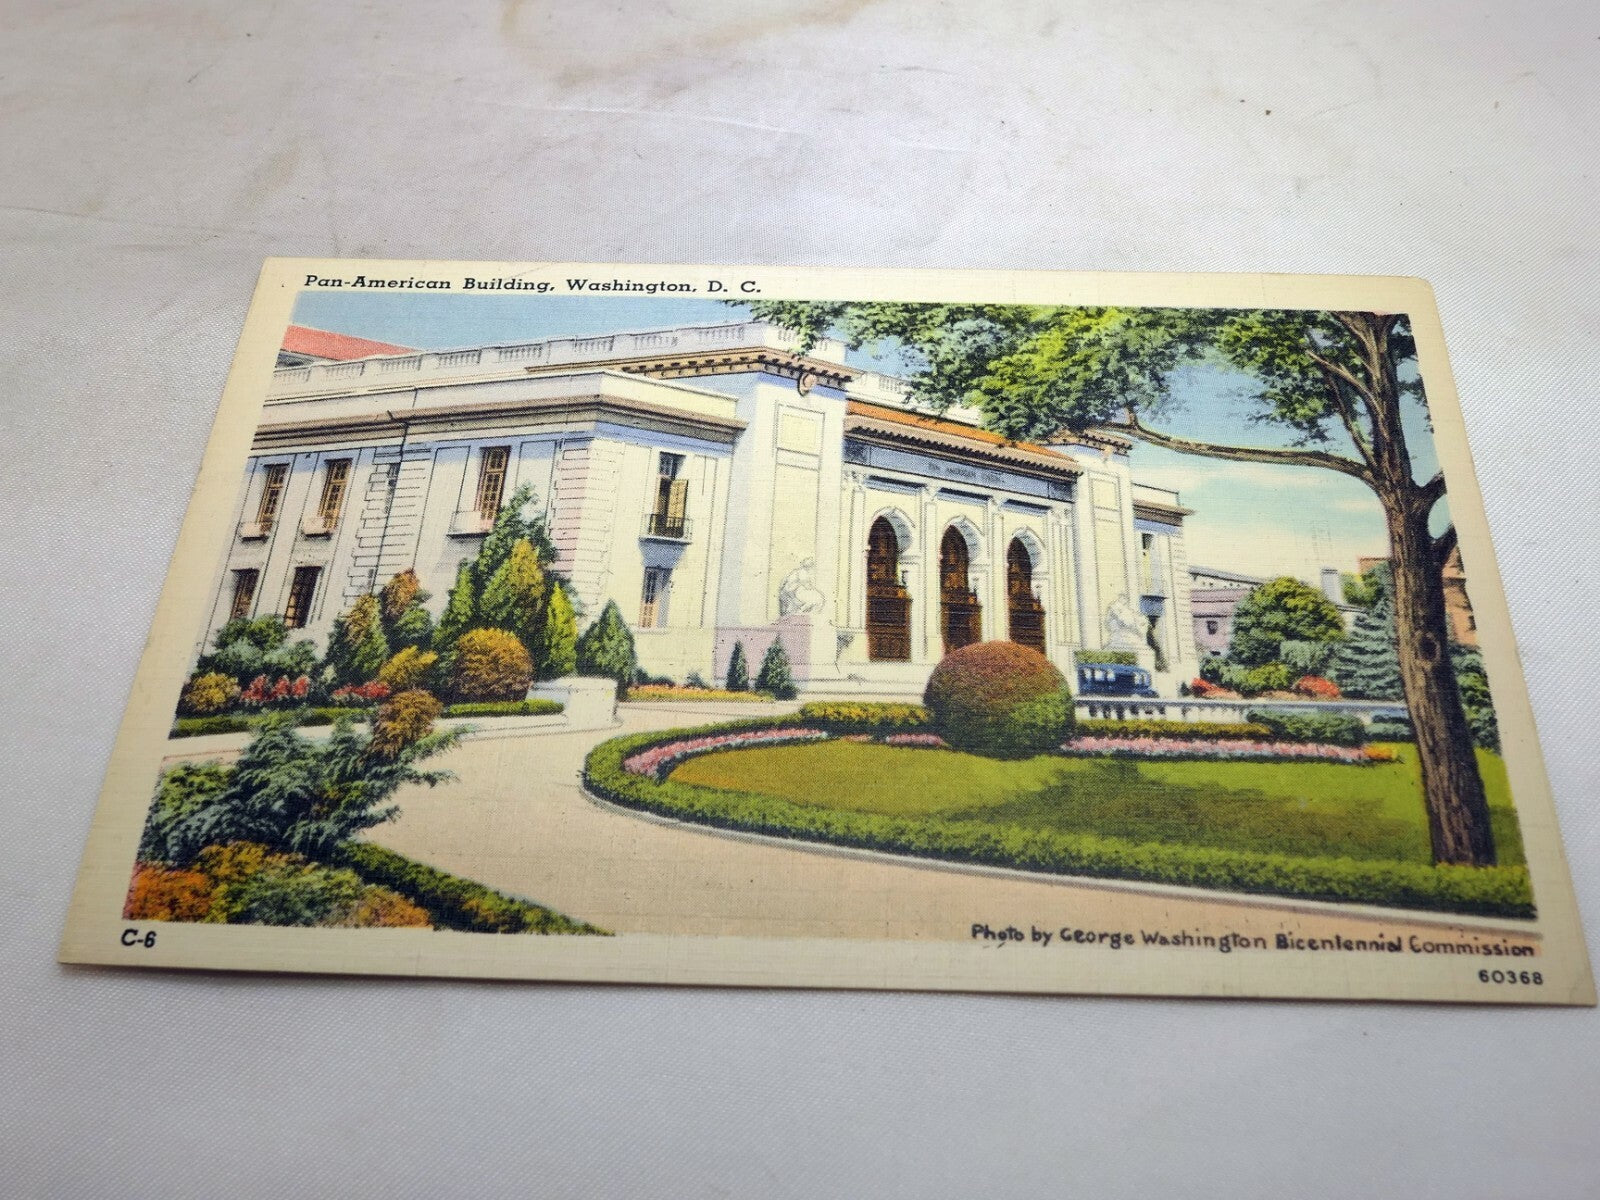 Pan-American Building, Washington, D. C.
C-6
Photo by George Washington Bicentennial Commission
60368